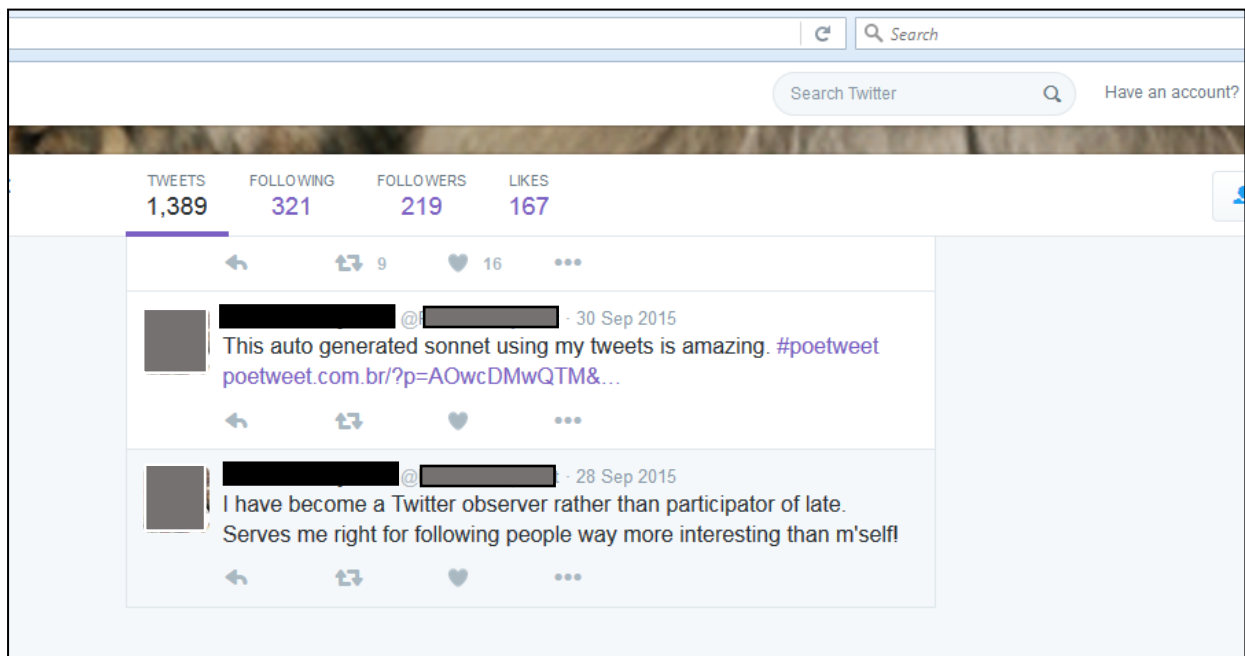 Search
Search Twitter
Have an account?
TWEETS FOLLOWING FOLLOWERS LIKES
1,389 321 219 167
9 16 •••
@ · 30 Sep 2015
This auto generated sonnet using my tweets is amazing. #poetweet
poetweet.com.br/?p=AOwcDMwQTM&…
•••
@ · 28 Sep 2015
I have become a Twitter observer rather than participator of late.
Serves me right for following people way more interesting than m'self!
•••